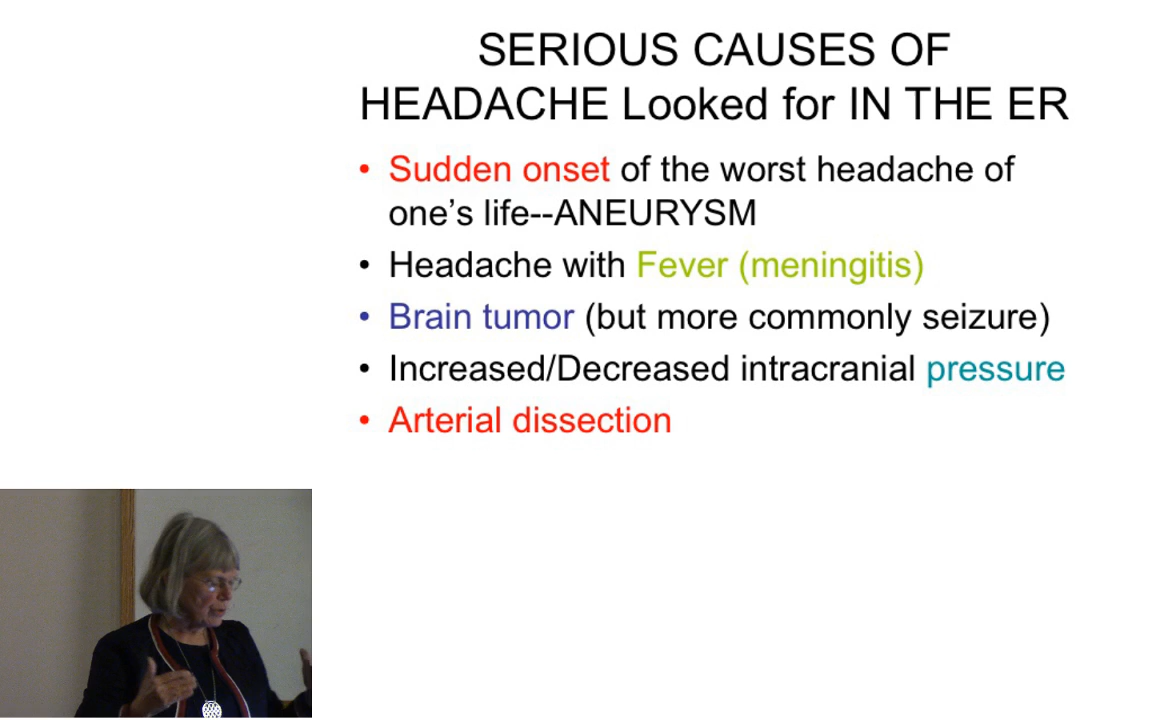 SERIOUS CAUSES OF
HEADACHE Looked for IN THE ER
• Sudden onset of the worst headache of
one’s life--ANEURYSM
• Headache with Fever (meningitis)
• Brain tumor (but more commonly seizure)
• Increased/Decreased intracranial pressure
• Arterial dissection